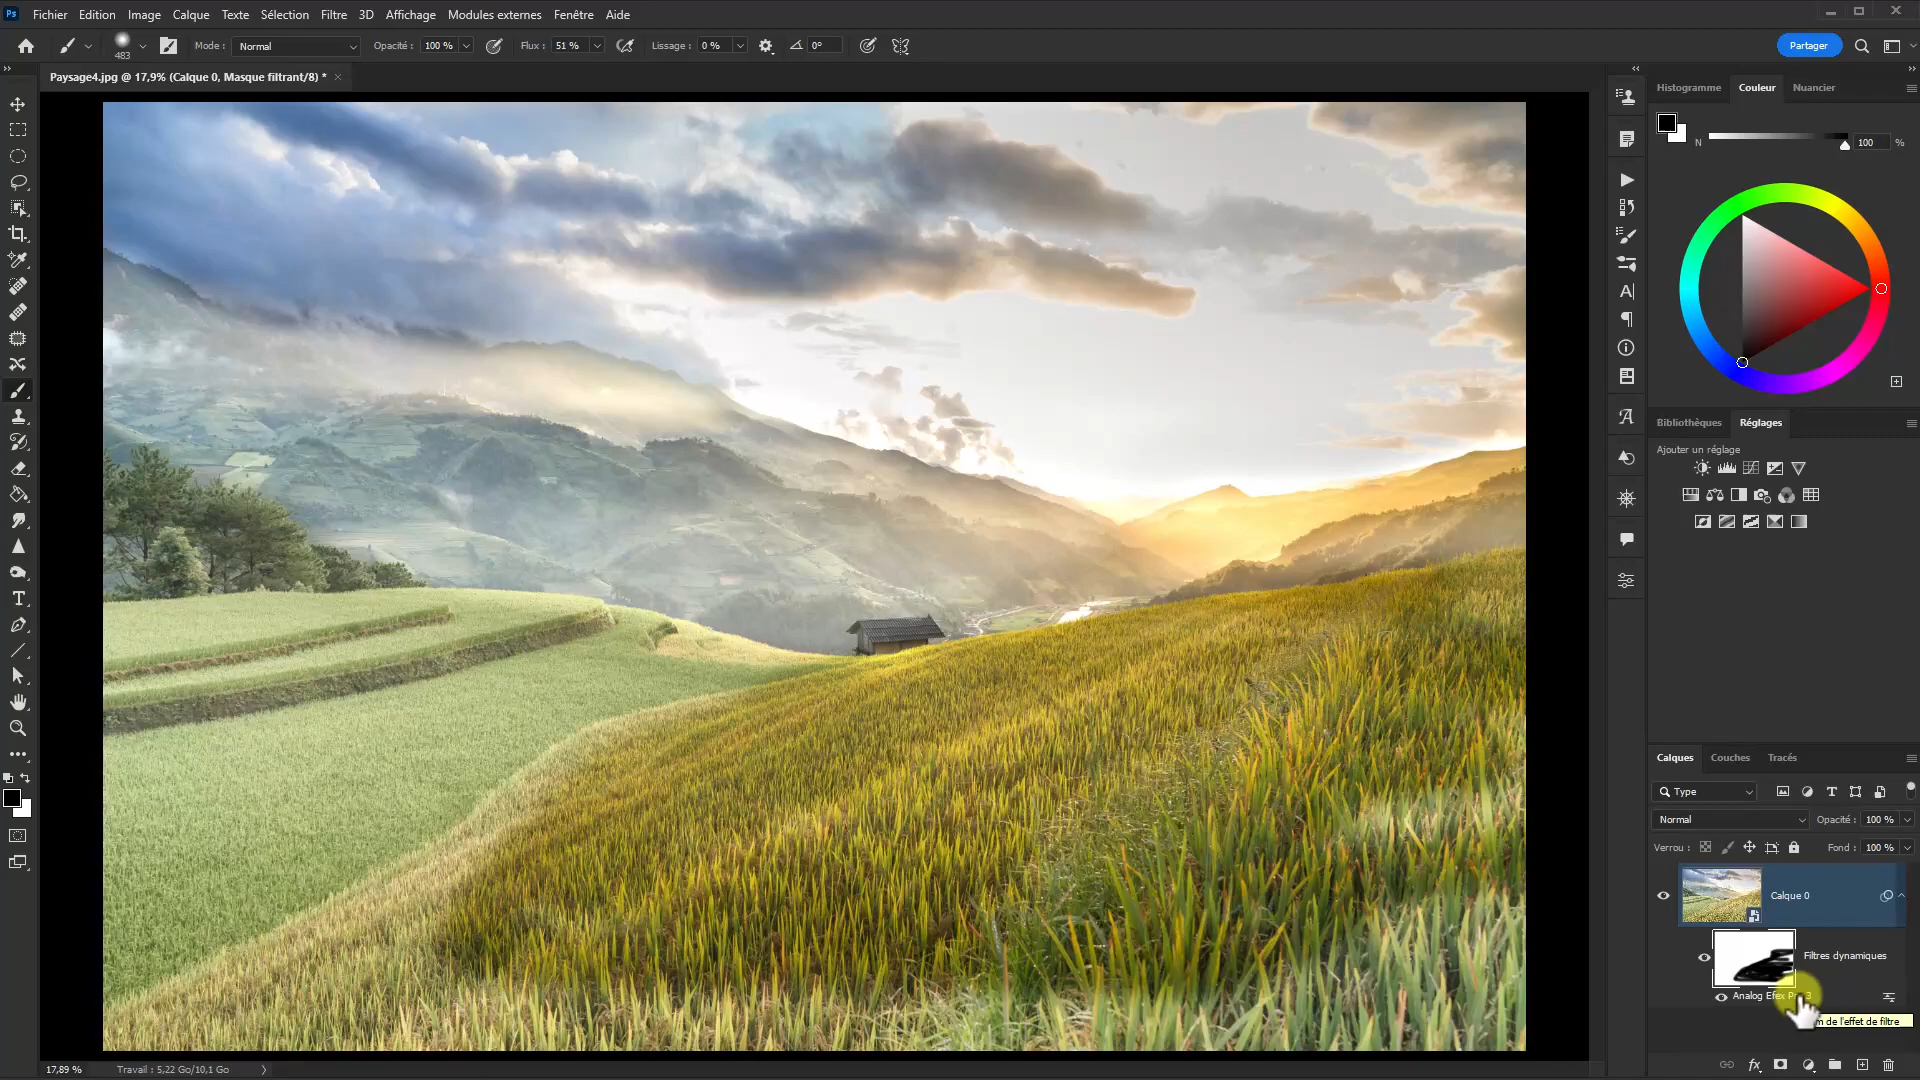 Ps Fichier Edition Image Calque Texte Sélection Filtre 3D Affichage Modules externes Fenêtre Aide
483 Mode : Normal Opacité : 100 % Flux : 51 % Lissage : 0 % 0° Partager
Paysage4.jpg @ 17,9% (Calque 0, Masque filtrant/8) *
Histogramme Couleur Nuancier
N 100 %
Bibliothèques Réglages
Ajouter un réglage
Calques Couches Tracés
Type
Normal Opacité : 100 %
Verrou : Fond : 100 %
Calque 0
Filtres dynamiques
Analog Efex
de l'effet de filtre
17,89 % Travail : 5,22 Go/10,1 Go